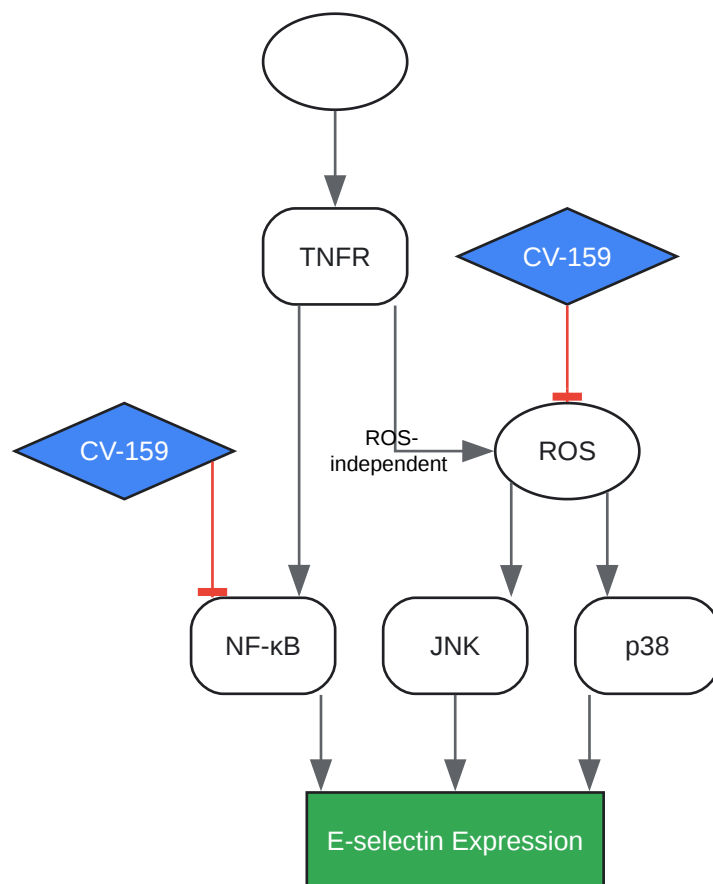 TNFR
CV-159
CV-159
ROS-
independent
ROS
NF-κB
JNK
p38
E-selectin Expression